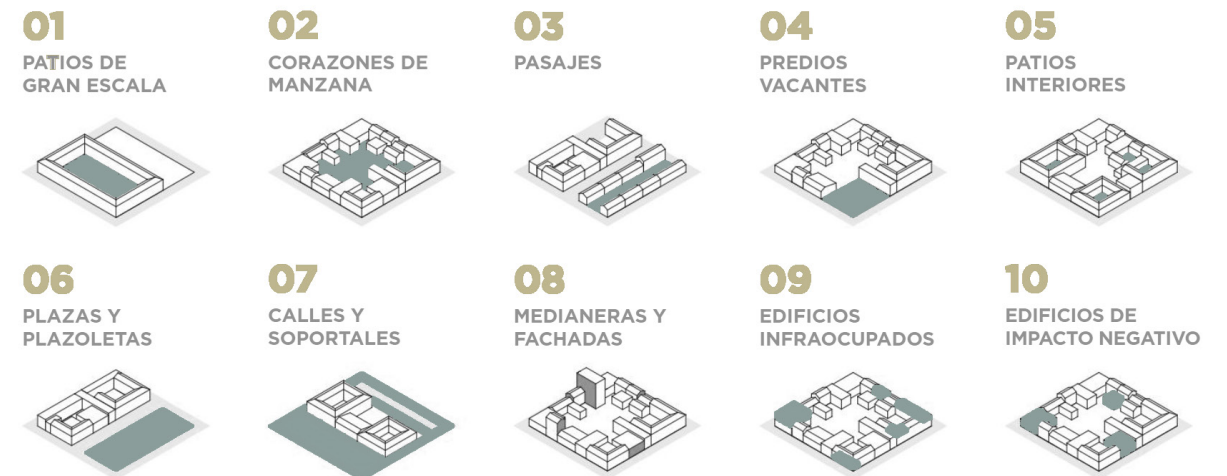 01
PATIOS DE
GRAN ESCALA
02
CORAZONES DE
MANZANA
03
PASAJES
04
PREDIOS
VACANTES
05
PATIOS
INTERIORES
06
PLAZAS Y
PLAZOLETAS
07
CALLES Y
SOPORTALES
08
MEDIANERAS Y
FACHADAS
09
EDIFICIOS
INFRAOCUPADOS
10
EDIFICIOS DE
IMPACTO NEGATIVO